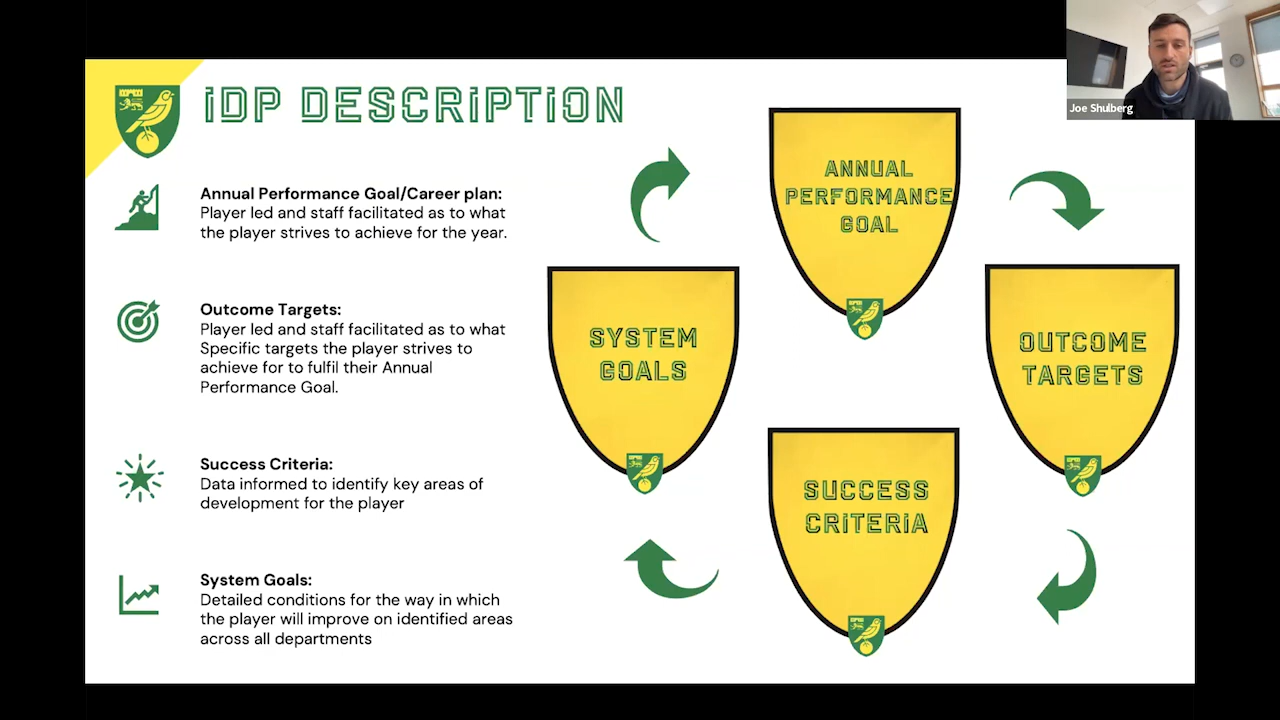 iDP DESCRiPTiON
Annual Performance Goal/Career plan:
Player led and staff facilitated as to what
the player strives to achieve for the year.
Outcome Targets:
Player led and staff facilitated as to what
Specific targets the player strives to
achieve for to fulfil their Annual
Performance Goal.
Success Criteria:
Data informed to identify key areas of
development for the player
System Goals:
Detailed conditions for the way in which
the player will improve on identified areas
across all departments
ANNUAL
PERFORMANCE
GOAL
OUTCOME
TARGETS
SUCCESS
CRiTERiA
SYSTEM
GOALS
Joe Shulberg